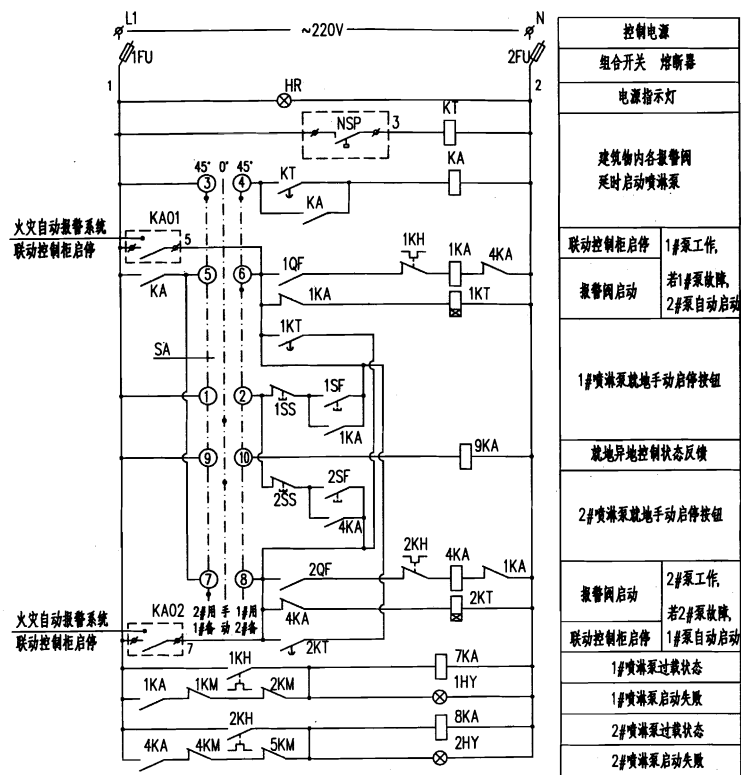 L1
~220V
N
1FU
2FU
1
2
HR
NSP
3
KT
45° 0° 45°
3
4
KT
KA
KA
火灾自动报警系统
联动控制柜启停
KA01
5
5
6
KA
1QF
1KH
1KA
4KA
1KA
1KT
1KT
SA
1
2
1SS
1SF
1KA
9
10
9KA
2SS
2SF
4KA
7
8
2QF
2KH
4KA
1KA
4KA
2KT
2KT
火灾自动报警系统
联动控制柜启停
KA02
7
2#用 手 1#用
1#备 动 2#备
1KH
7KA
1KA
1KM
2KM
1HY
2KH
8KA
4KA
4KM
5KM
2HY
控制电源
组合开关 熔断器
电源指示灯
建筑物内各报警阀
延时启动喷淋泵
联动控制柜启停
报警阀启动
1#泵工作,
若1#泵故障,
2#泵自动启动
1#喷淋泵就地手动启停按钮
就地异地控制状态反馈
2#喷淋泵就地手动启停按钮
报警阀启动
联动控制柜启停
2#泵工作,
若2#泵故障,
1#泵自动启动
1#喷淋泵过载状态
1#喷淋泵启动失败
2#喷淋泵过载状态
2#喷淋泵启动失败